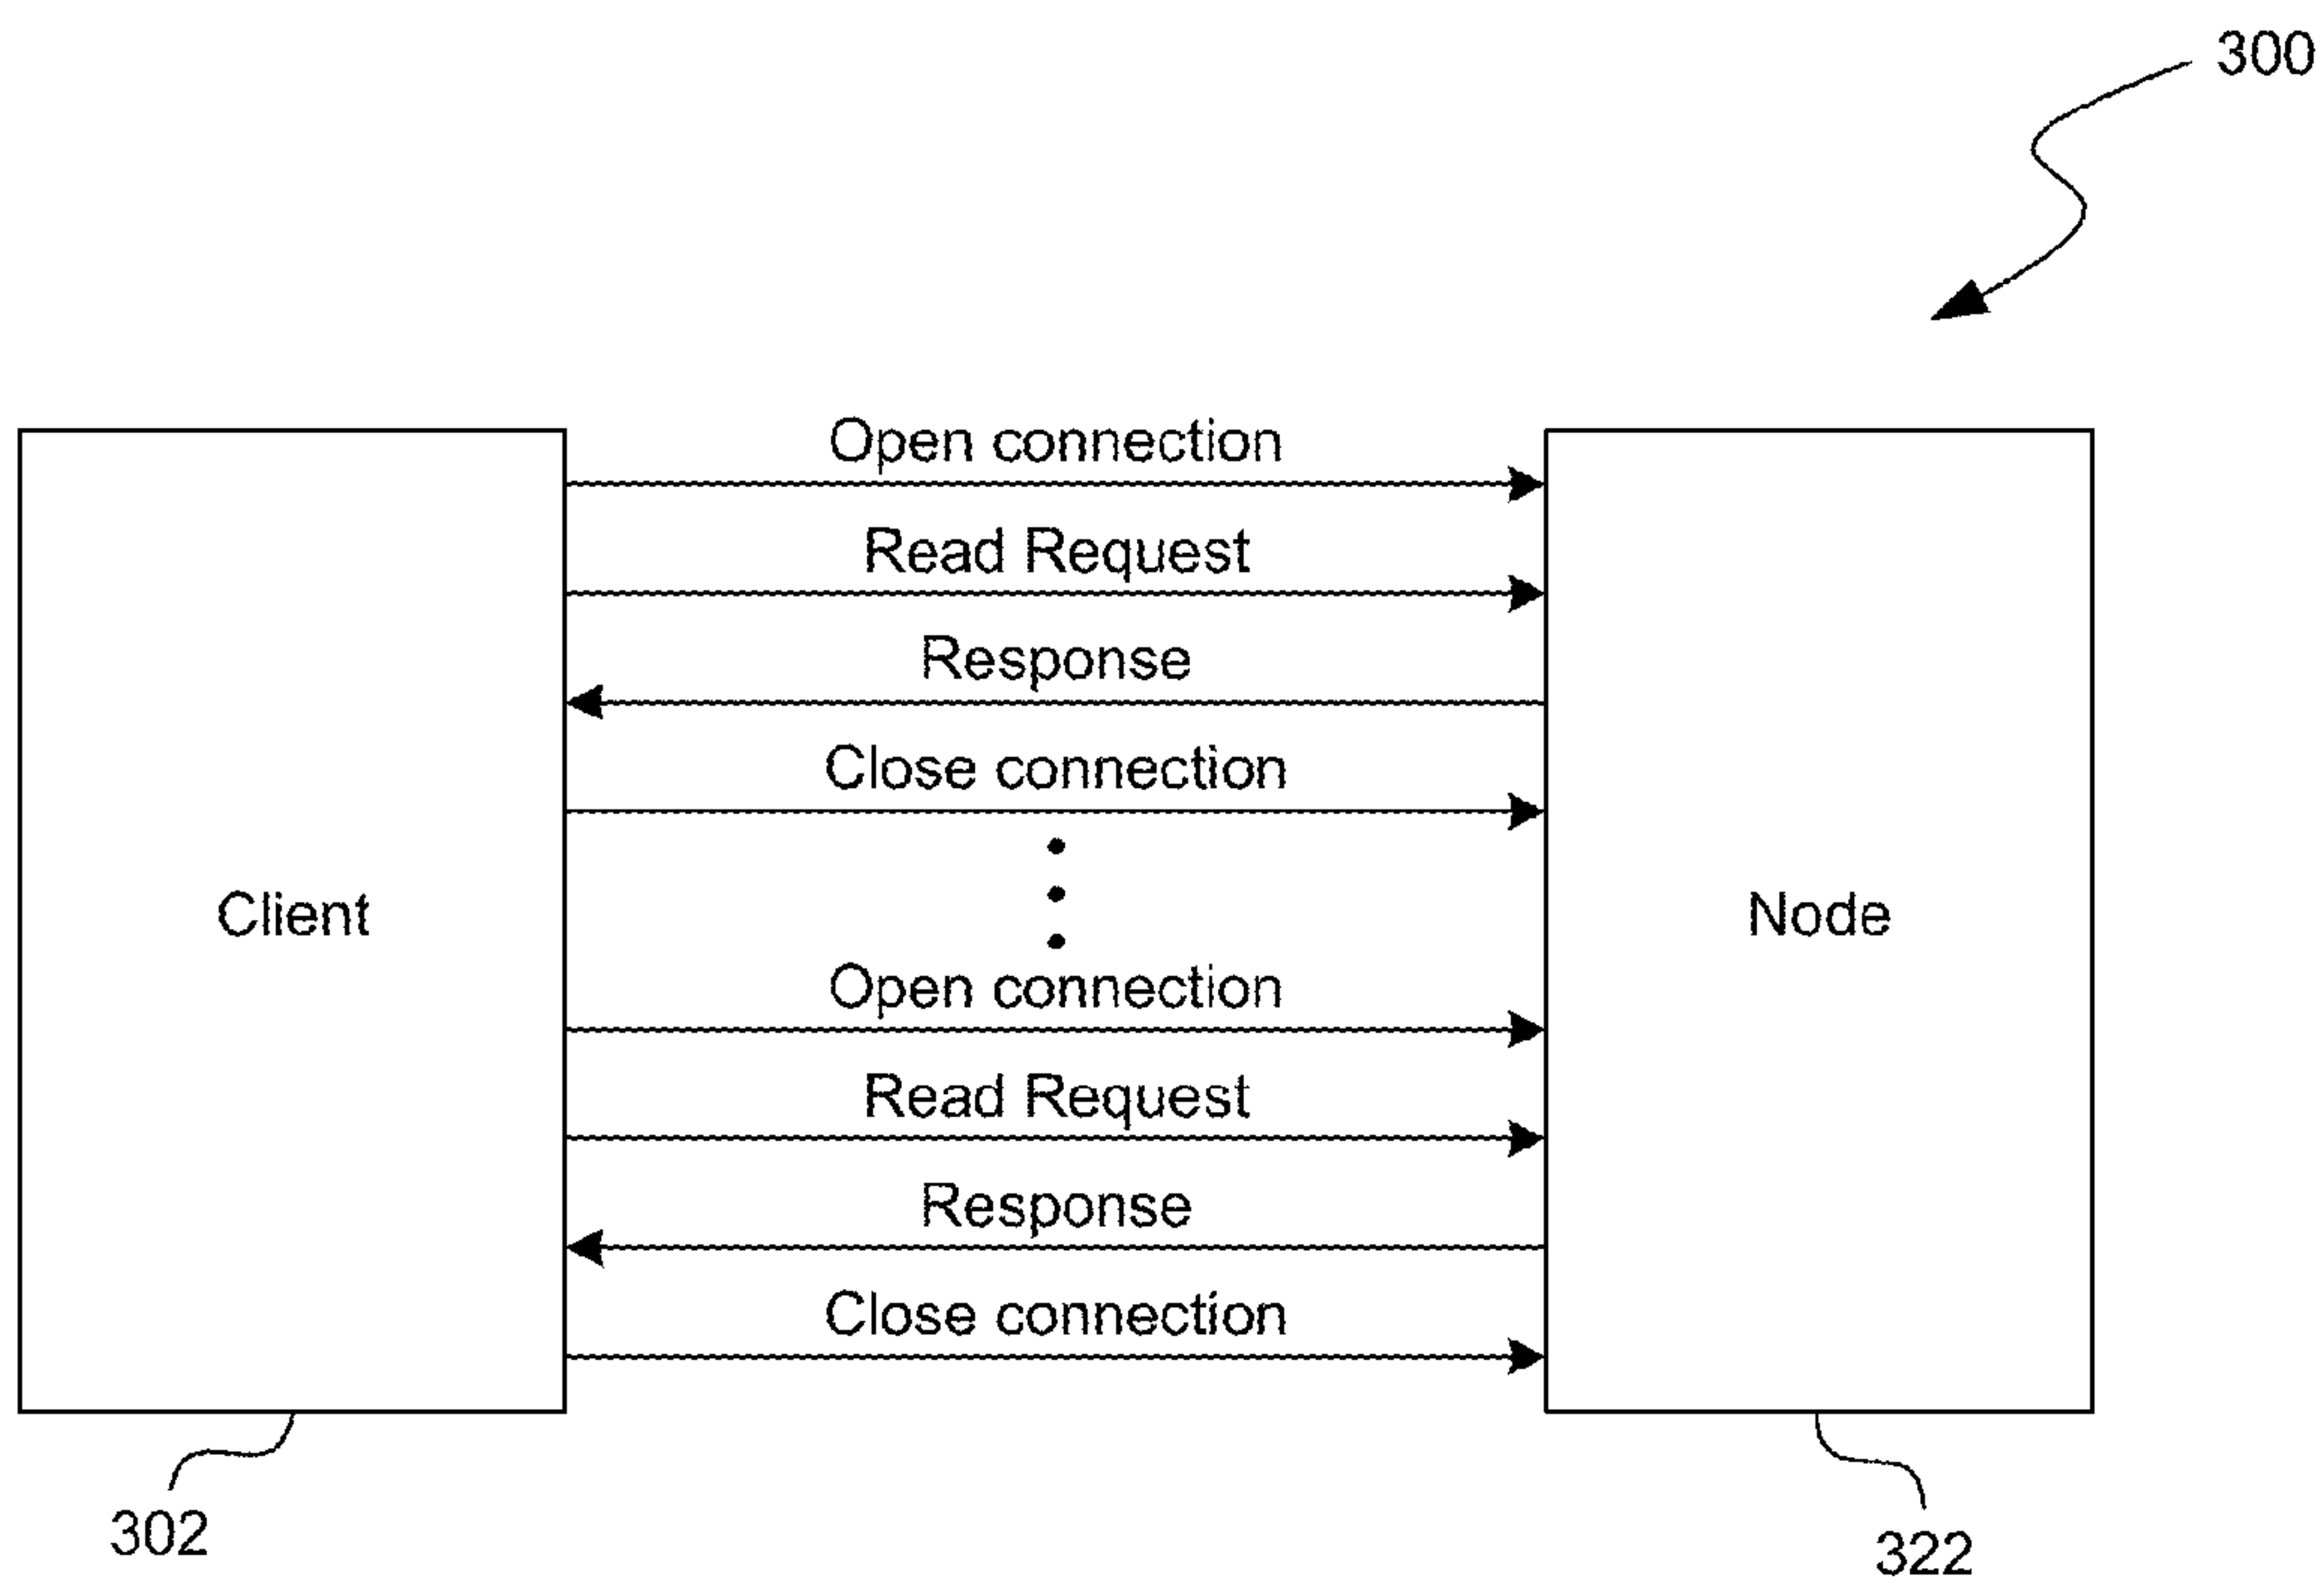 300
Open connection
Read Request
Response
Close connection
Client
Node
Open connection
Read Request
Response
Close connection
302
322